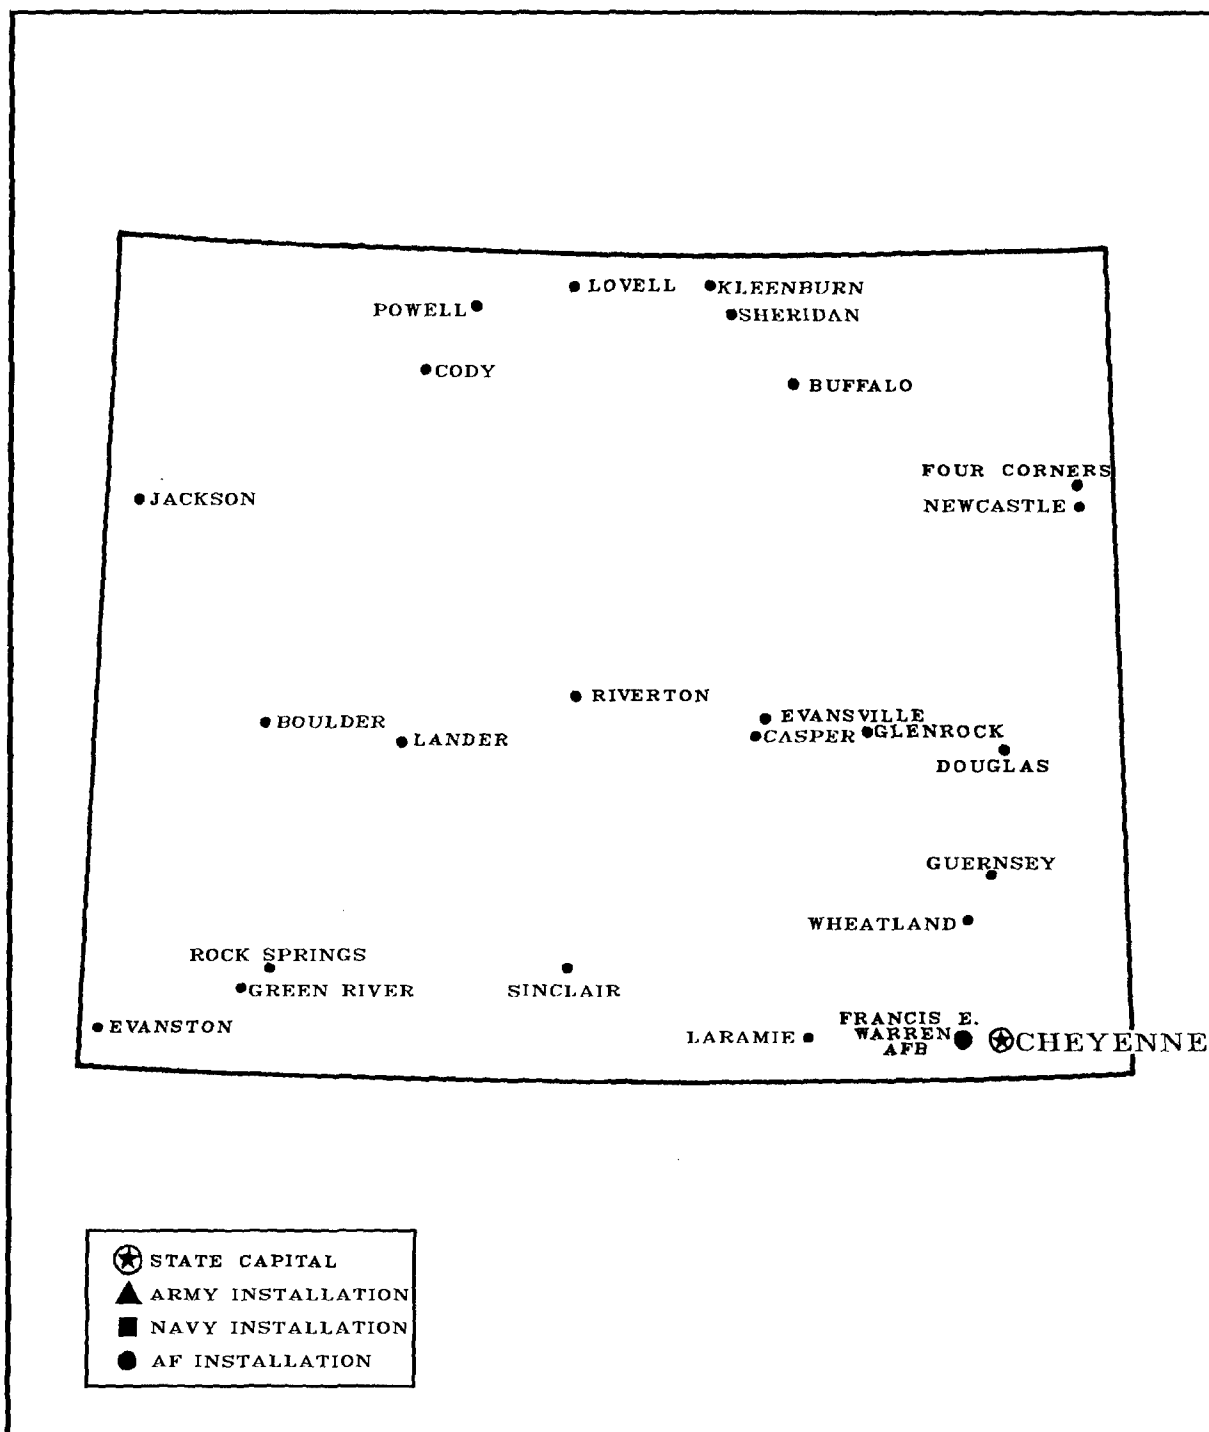 LOVELL
KLEENBURN
POWELL
SHERIDAN
CODY
BUFFALO
FOUR CORNERS
JACKSON
NEWCASTLE
RIVERTON
BOULDER
EVANSVILLE
LANDER
CASPER
GLENROCK
DOUGLAS
GUERNSEY
WHEATLAND
ROCK SPRINGS
GREEN RIVER
SINCLAIR
EVANSTON
LARAMIE
FRANCIS E.
WARREN
AFB
CHEYENNE
STATE CAPITAL
ARMY INSTALLATION
NAVY INSTALLATION
AF INSTALLATION